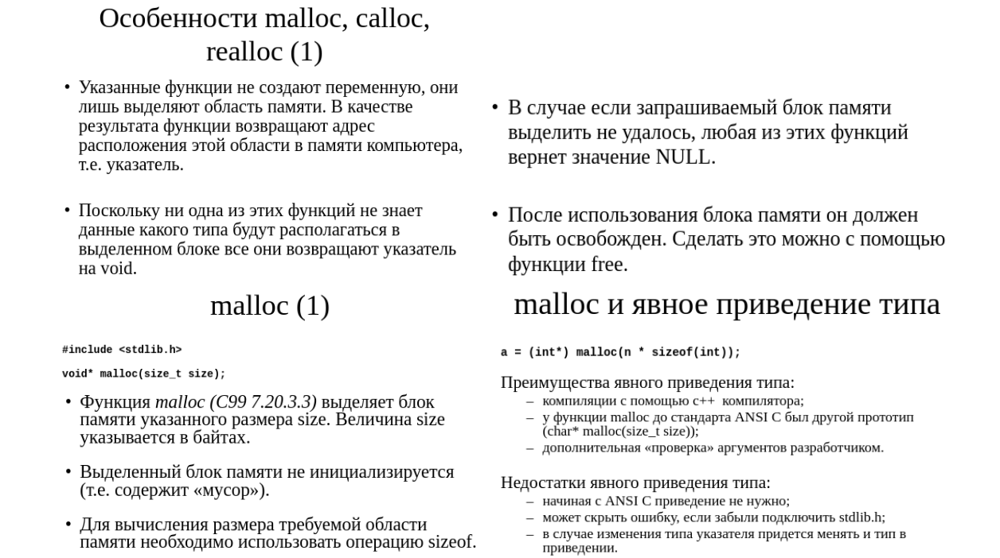 Особенности malloc, calloc,
realloc (1)
• Указанные функции не создают переменную, они
лишь выделяют область памяти. В качестве
результата функции возвращают адрес
расположения этой области в памяти компьютера,
т.е. указатель.
• Поскольку ни одна из этих функций не знает
данные какого типа будут располагаться в
выделенном блоке все они возвращают указатель
на void.
• В случае если запрашиваемый блок памяти
выделить не удалось, любая из этих функций
вернет значение NULL.
• После использования блока памяти он должен
быть освобожден. Сделать это можно с помощью
функции free.
malloc (1)
#include <stdlib.h>
void* malloc(size_t size);
• Функция malloc (C99 7.20.3.3) выделяет блок
памяти указанного размера size. Величина size
указывается в байтах.
• Выделенный блок памяти не инициализируется
(т.е. содержит «мусор»).
• Для вычисления размера требуемой области
памяти необходимо использовать операцию sizeof.
malloc и явное приведение типа
a = (int*) malloc(n * sizeof(int));
Преимущества явного приведения типа:
– компиляции с помощью с++ компилятора;
– у функции malloc до стандарта ANSI C был другой прототип
(char* malloc(size_t size));
– дополнительная «проверка» аргументов разработчиком.
Недостатки явного приведения типа:
– начиная с ANSI C приведение не нужно;
– может скрыть ошибку, если забыли подключить stdlib.h;
– в случае изменения типа указателя придется менять и тип в
приведении.